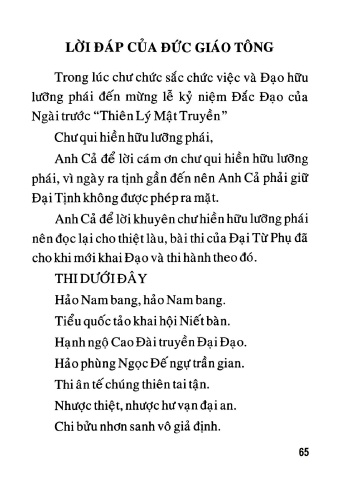 LỜI ĐÁP CỦA ĐỨC GIÁO TÔNG
Trong lúc chư chức sắc chức việc và Đạo hữu
lưỡng phái đến mừng lễ kỷ niệm Đắc Đạo của
Ngài trước “Thiên Lý Mật Truyền”
Chư qui hiền hữu lưỡng phái,
Anh Cả để lời cám ơn chư qui hiền hữu lưỡng
phái, vì ngày ra tịnh gần đến nên Anh Cả phải giữ
Đại Tịnh không được phép ra mặt.
Anh Cả để lời khuyên chư hiền hữu lưỡng phái
nên đọc lại cho thiệt làu, bài thi của Đại Từ Phụ đã
cho khi mới khai Đạo và thi hành theo đó.
THI DƯỚI ĐÂY
Hảo Nam bang, hảo Nam bang.
Tiểu quốc tảo khai hội Niết bàn.
Hạnh ngộ Cao Đài truyền Đại Đạo.
Hảo phùng Ngọc Đế ngự trần gian.
Thi ân tế chúng thiên tai tận.
Nhược thiệt, nhược hư vạn đại an.
Chi bửu nhơn sanh vô giả định.
65